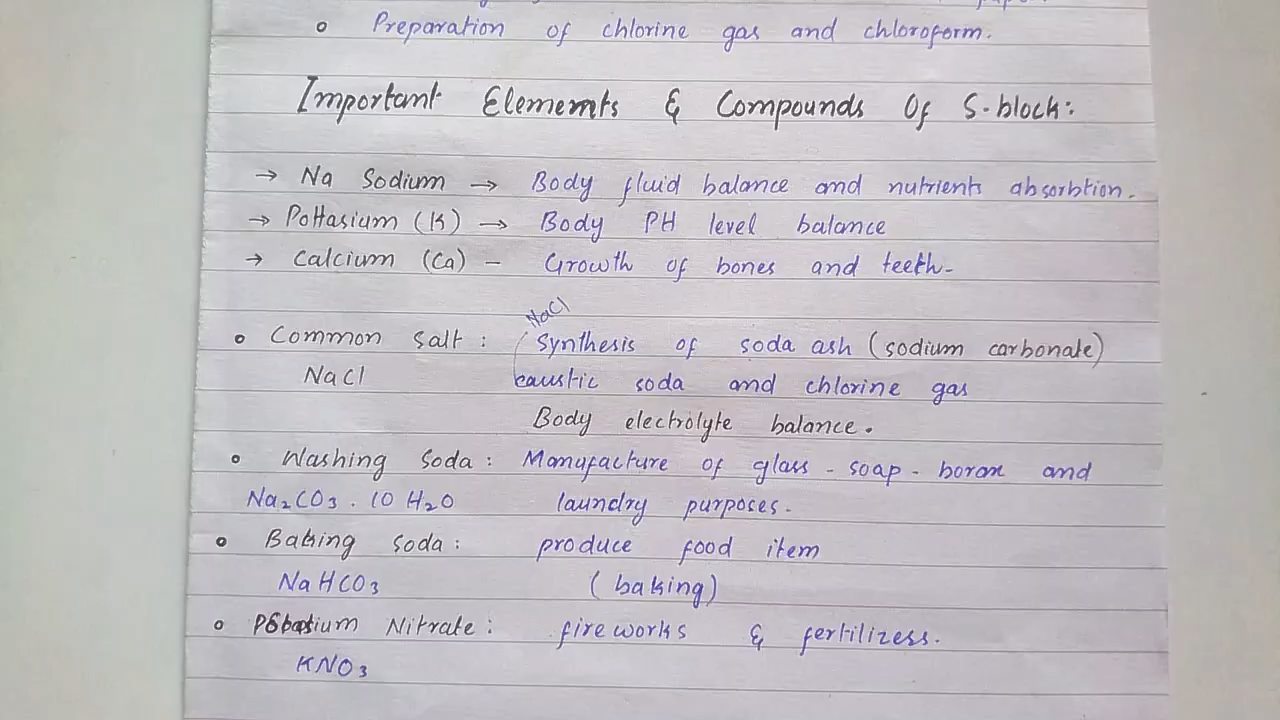 Preparation of chlorine gas and chloroform.
Important Elements & Compounds Of S-block:
→ Na Sodium → Body fluid balance and nutrients absorbtion.
→ Pottasium (K) → Body PH level balance
→ Calcium (Ca) - Growth of bones and teeth-
NaCl
Common Salt : Synthesis of soda ash (sodium carbonate)
NaCl caustic soda and chlorine gas
Body electrolyte balance.
Washing Soda : Manufacture of glass - soap - borax and
Na2CO3 . 10 H2O laundry purposes.
Baking soda : produce food item
NaHCO3 (baking)
Nitrate : fireworks & fertilizess.
KNO3